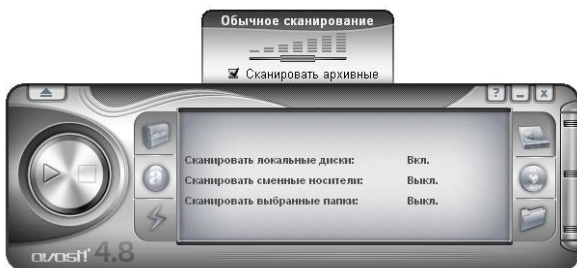 Обычное сканирование
Сканировать архивные
?
x
Сканировать локальные диски: Вкл.
Сканировать сменные носители: Выкл.
Сканировать выбранные папки: Выкл.
a
avast! 4.8